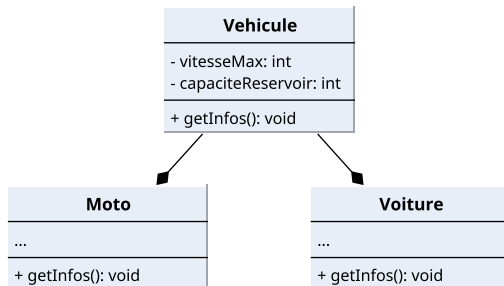 Vehicule
- vitesseMax: int
- capaciteReservoir: int
+ getInfos(): void
Moto
...
+ getInfos(): void
Voiture
...
+ getInfos(): void